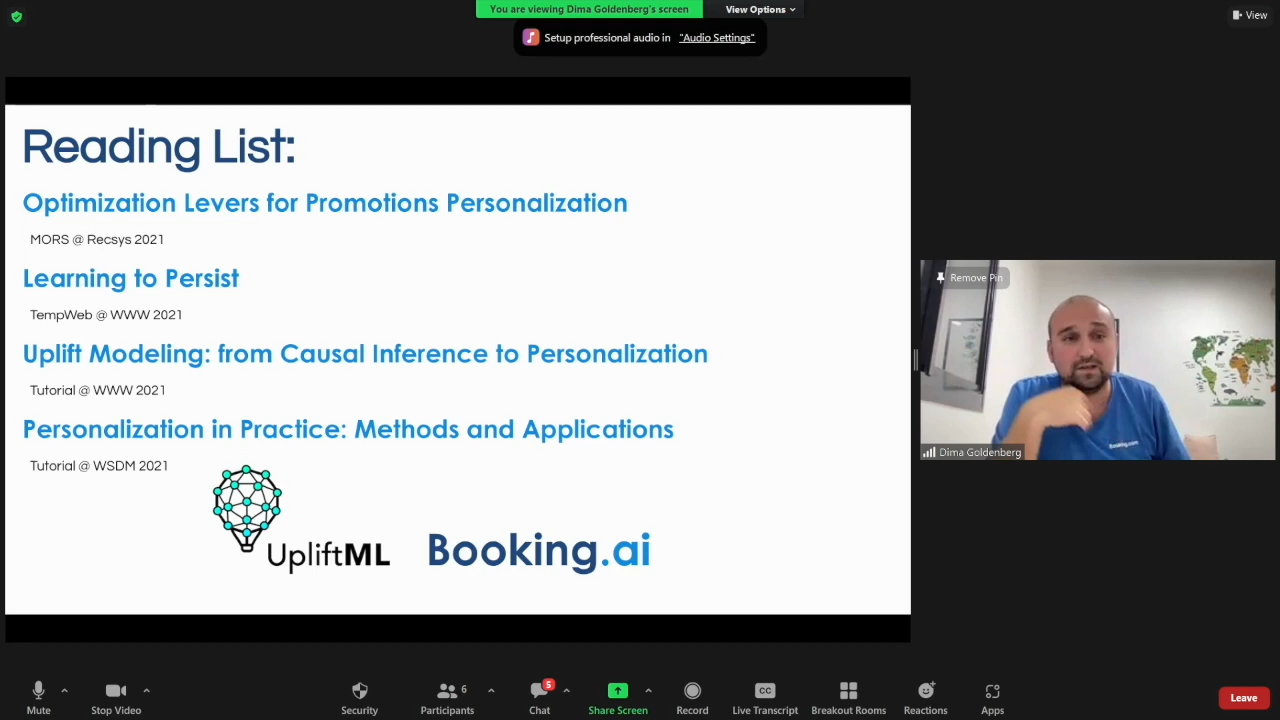 You are viewing Dima Goldenberg's screen
View Options
View
Setup professional audio in "Audio Settings"
Reading List:
Optimization Levers for Promotions Personalization
MORS @ Recsys 2021
Learning to Persist
TempWeb @ WWW 2021
Uplift Modeling: from Causal Inference to Personalization
Tutorial @ WWW 2021
Personalization in Practice: Methods and Applications
Tutorial @ WSDM 2021
UpliftML
Booking.ai
Remove Pin
Booking.com
Dima Goldenberg
Mute
Stop Video
Security
6
Participants
5
Chat
Share Screen
Record
CC
Live Transcript
Breakout Rooms
Reactions
Apps
Leave